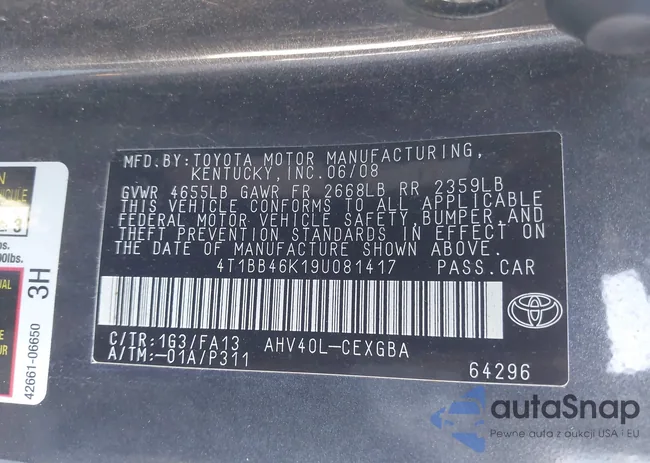 MFD.BY:TOYOTA MOTOR MANUFACTURING,
KENTUCKY,INC.06/08
GVWR 4655LB GAWR FR 2668LB RR 2359LB
THIS VEHICLE CONFORMS TO ALL APPLICABLE
FEDERAL MOTOR VEHICLE SAFETY,BUMPER,AND
THEFT PREVENTION STANDARDS IN EFFECT ON
THE DATE OF MANUFACTURE SHOWN ABOVE.
4T1BB46K19U081417 PASS.CAR
C/TR:1G3/FA13 AHV40L-CEXGBA
A/TM:-01A/P311
64296
3H
42661-06650
autaSnap
Pewne auta z aukcji USA i EU